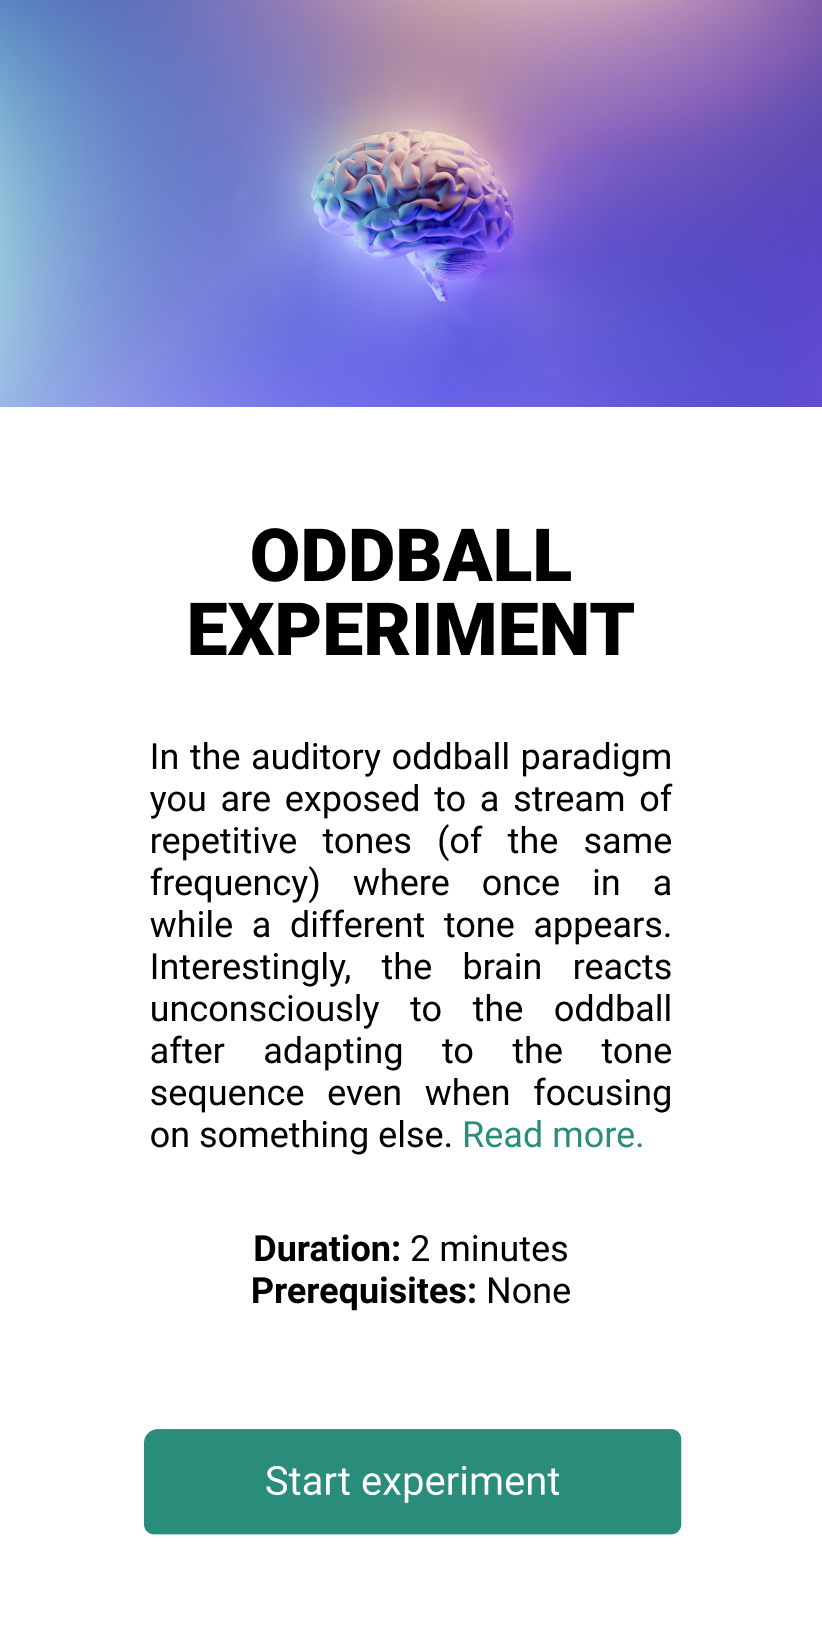 ODDBALL
EXPERIMENT
In the auditory oddball paradigm
you are exposed to a stream of
repetitive tones (of the same
frequency) where once in a
while a different tone appears.
Interestingly, the brain reacts
unconsciously to the oddball
after adapting to the tone
sequence even when focusing
on something else. Read more.
Duration: 2 minutes
Prerequisites: None
Start experiment